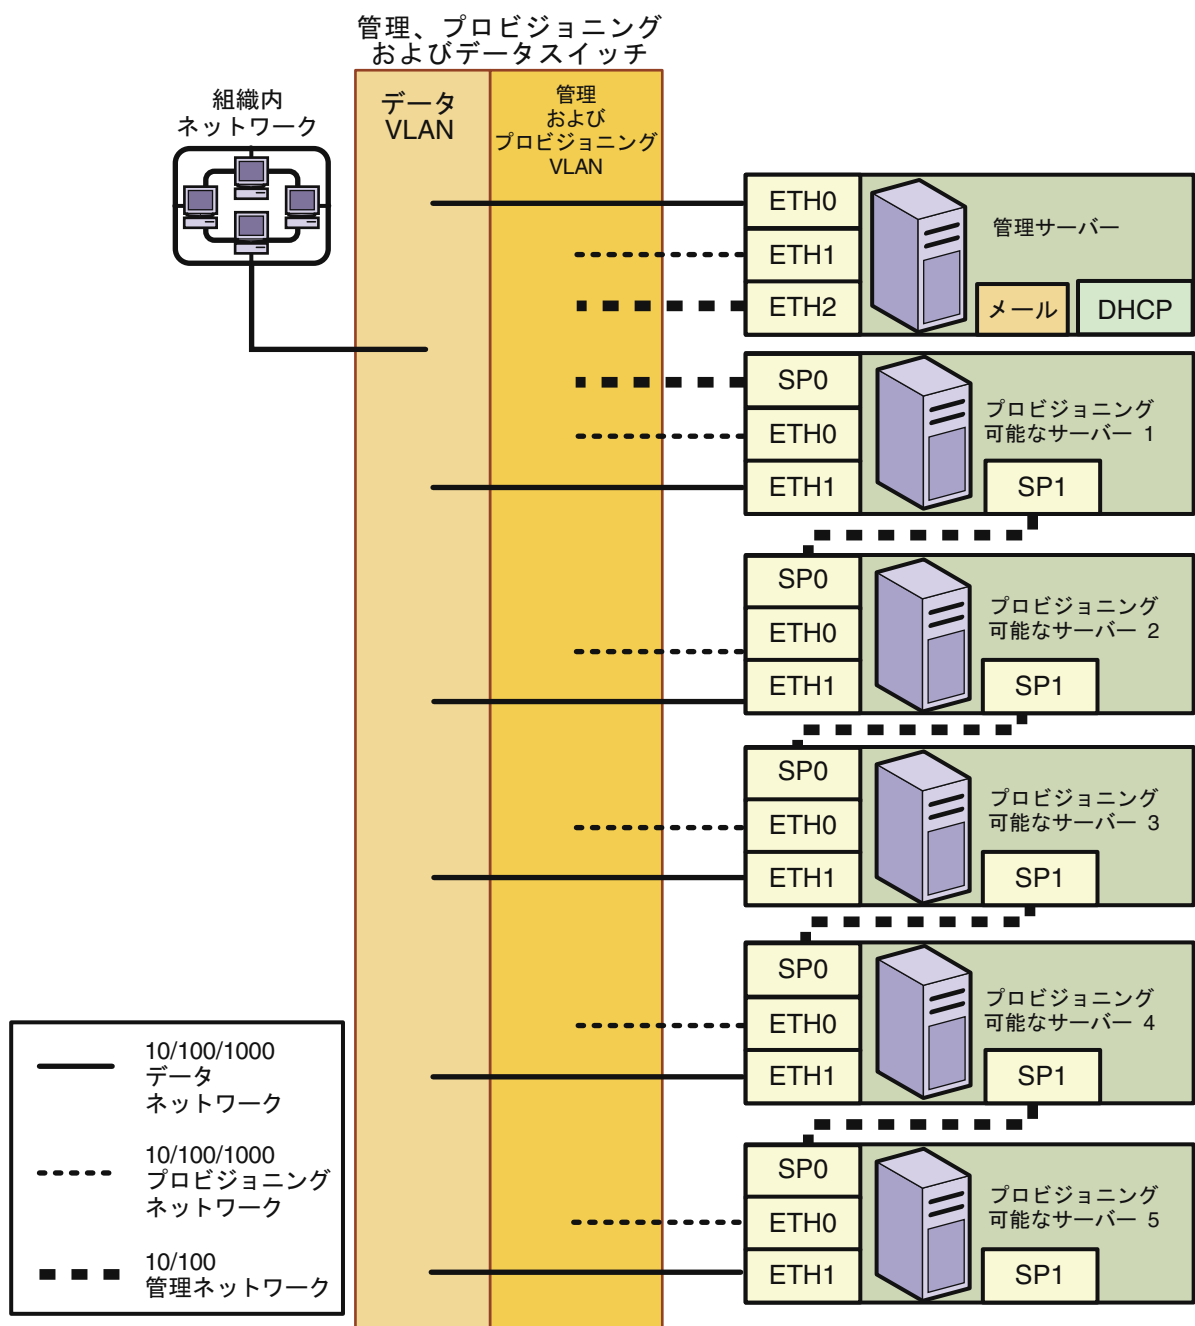 管理、プロビジョニング
およびデータスイッチ
組織内
ネットワーク
データ
VLAN
管理
および
プロビジョニング
VLAN
ETH0
ETH1
ETH2
管理サーバー
メール
DHCP
SP0
ETH0
ETH1
プロビジョニング
可能なサーバー 1
SP1
SP0
ETH0
ETH1
プロビジョニング
可能なサーバー 2
SP1
SP0
ETH0
ETH1
プロビジョニング
可能なサーバー 3
SP1
SP0
ETH0
ETH1
プロビジョニング
可能なサーバー 4
SP1
SP0
ETH0
ETH1
プロビジョニング
可能なサーバー 5
SP1
10/100/1000
データ
ネットワーク
10/100/1000
プロビジョニング
ネットワーク
10/100
管理ネットワーク